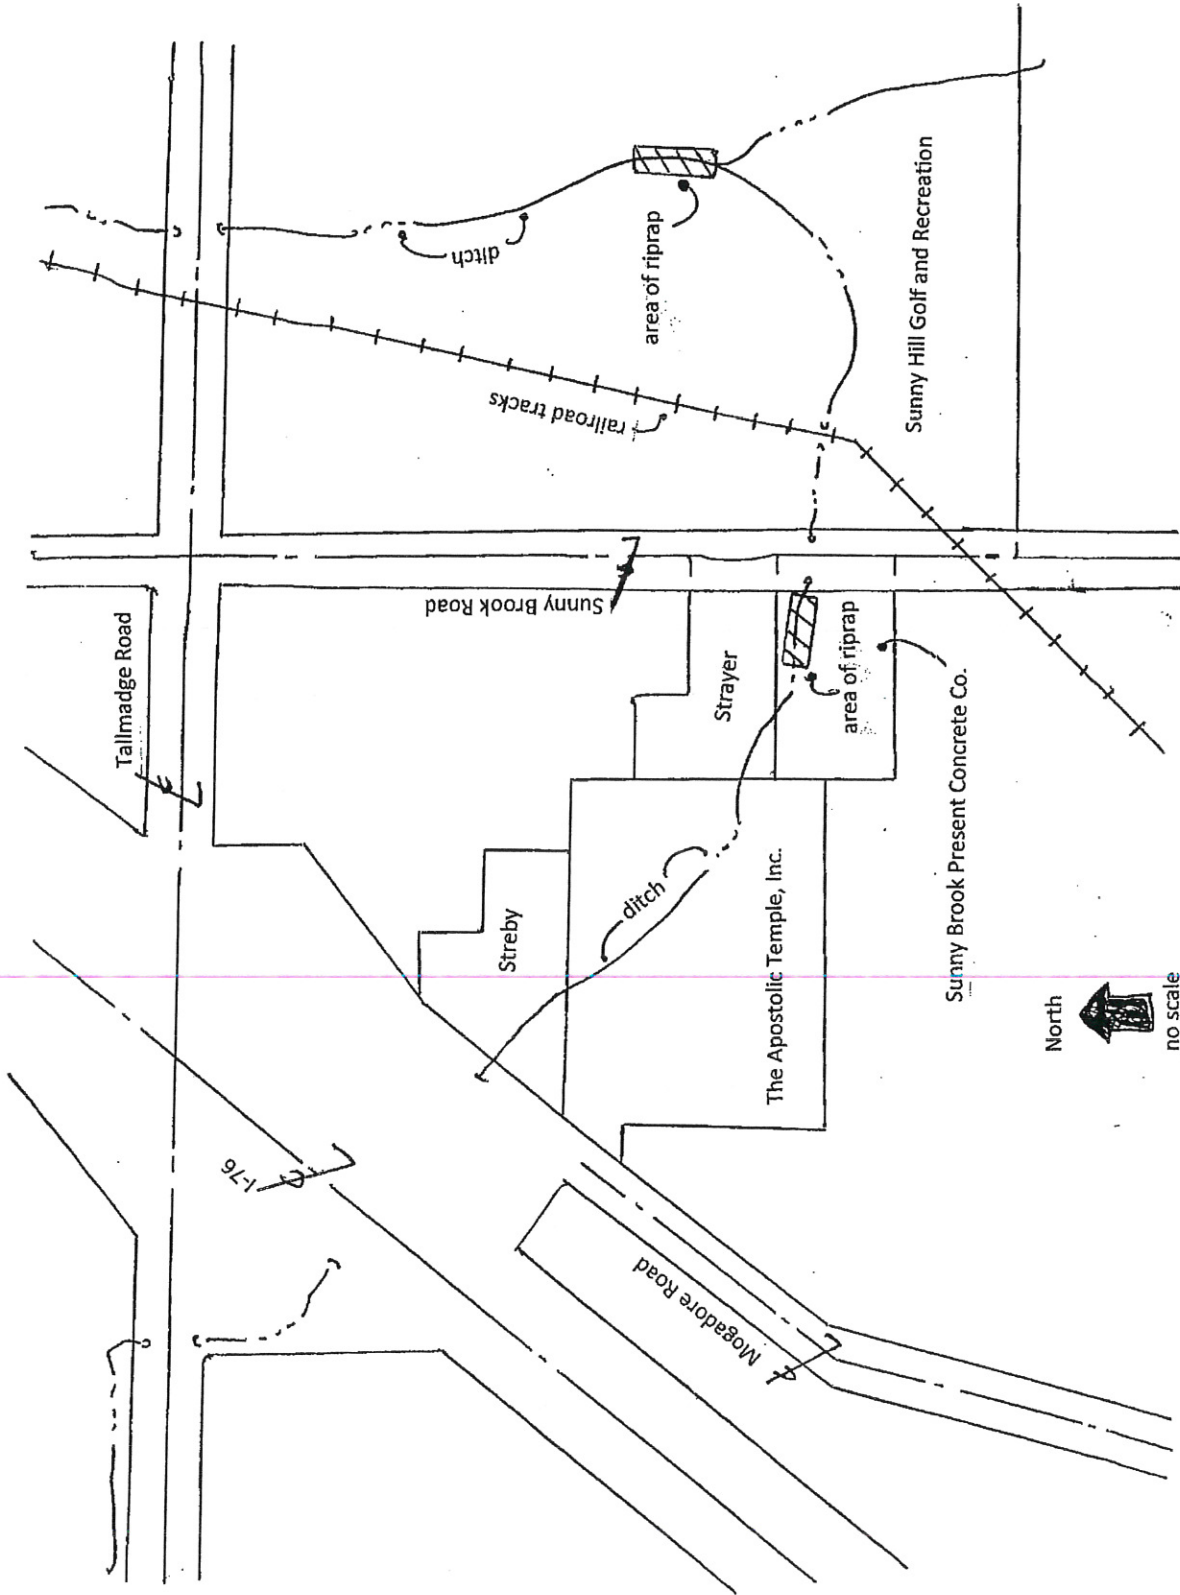 Tallmadge Road
ditch
area of riprap
railroad tracks
Sunny Hill Golf and Recreation
Sunny Brook Road
Strayer
area of riprap
Sunny Brook Present Concrete Co.
ditch
Streby
The Apostolic Temple, Inc.
I-76
Mogadore Road
North
no scale